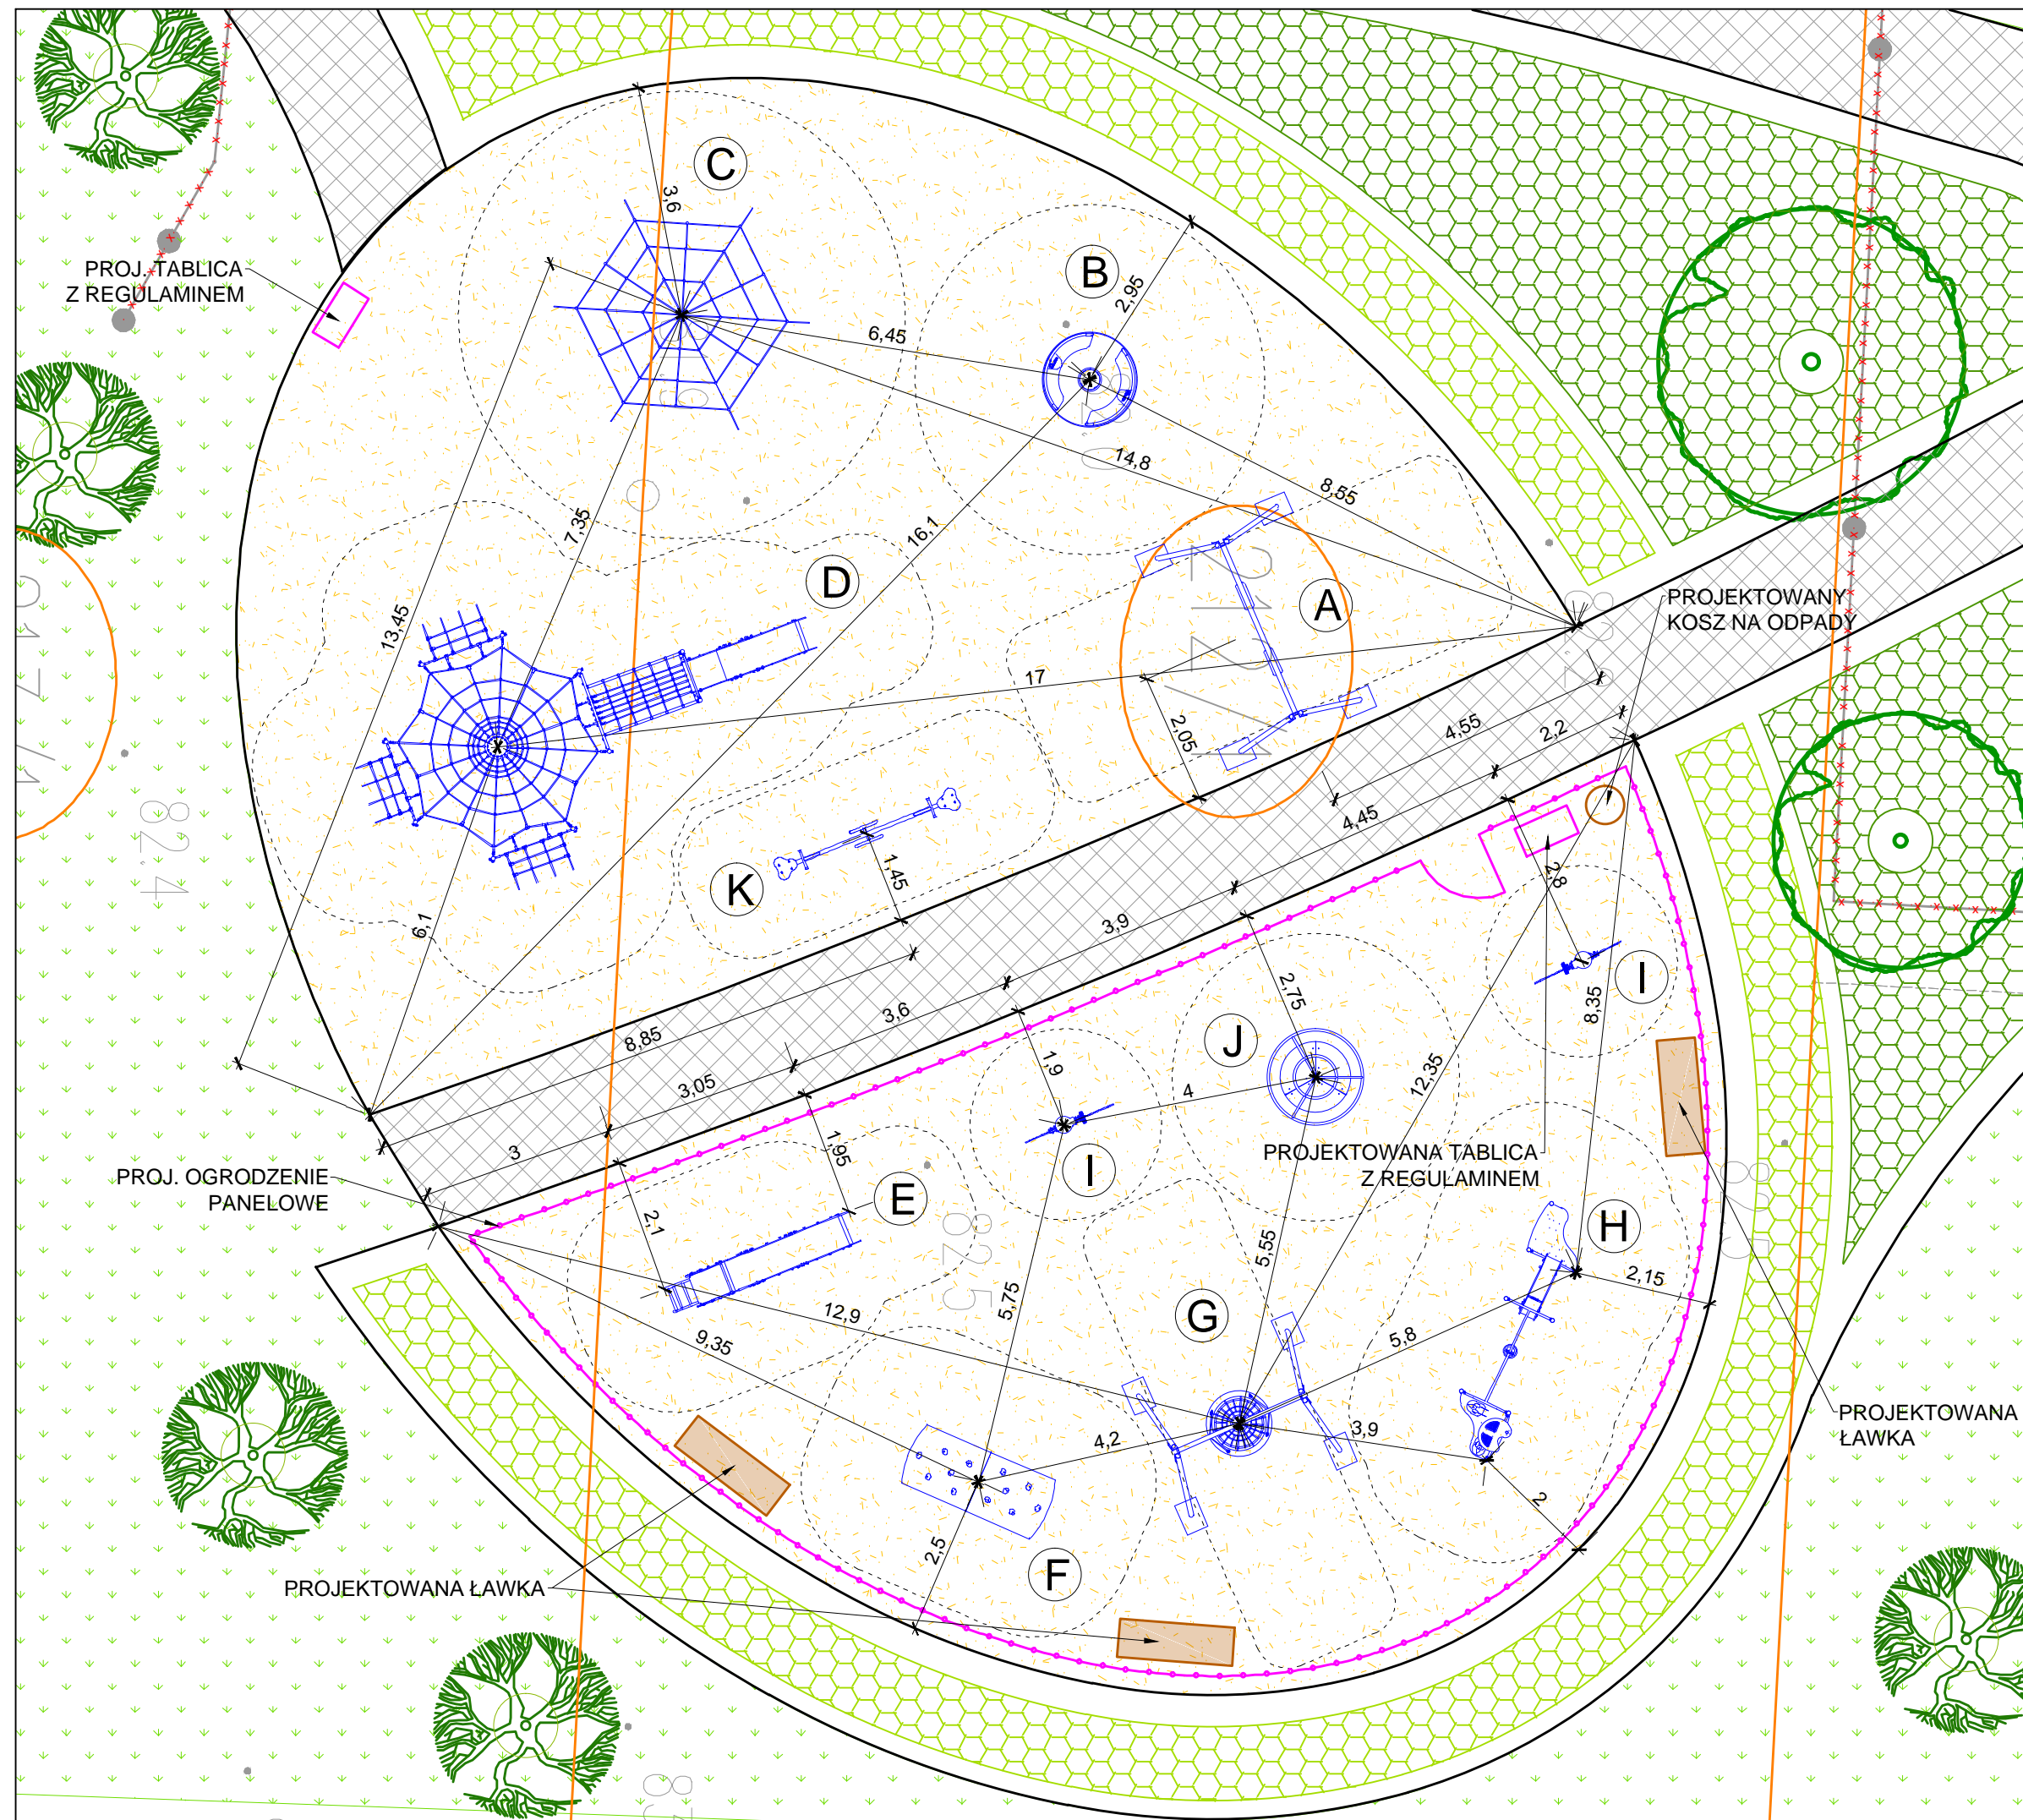 C
3,6
B
2,95
PROJ. TABLICA
Z REGULAMINEM
6,45
14,8
8,55
7,35
16,1
D
A
PROJEKTOWANY
KOSZ NA ODPADY
13,45
17
2,05
4,55
2,2
4,45
K
1,45
6,1
2,8
3,9
I
8,35
2,75
J
8,85
3,6
3,05
1,9
4
12,35
3
1,95
I
PROJEKTOWANA TABLICA
Z REGULAMINEM
PROJ. OGRODZENIE
PANELOWE
E
2,1
H
5,55
2,15
5,75
12,9
G
9,35
5,8
4,2
3,9
PROJEKTOWANA
ŁAWKA
2
2,5
F
PROJEKTOWANA ŁAWKA